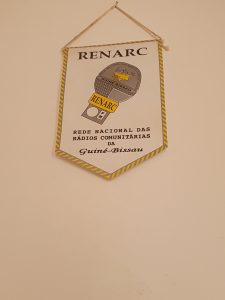 RENARC
RENARC
REDE NACIONAL DAS
RÁDIOS COMUNITÁRIAS
DA
Guiné-Bissau